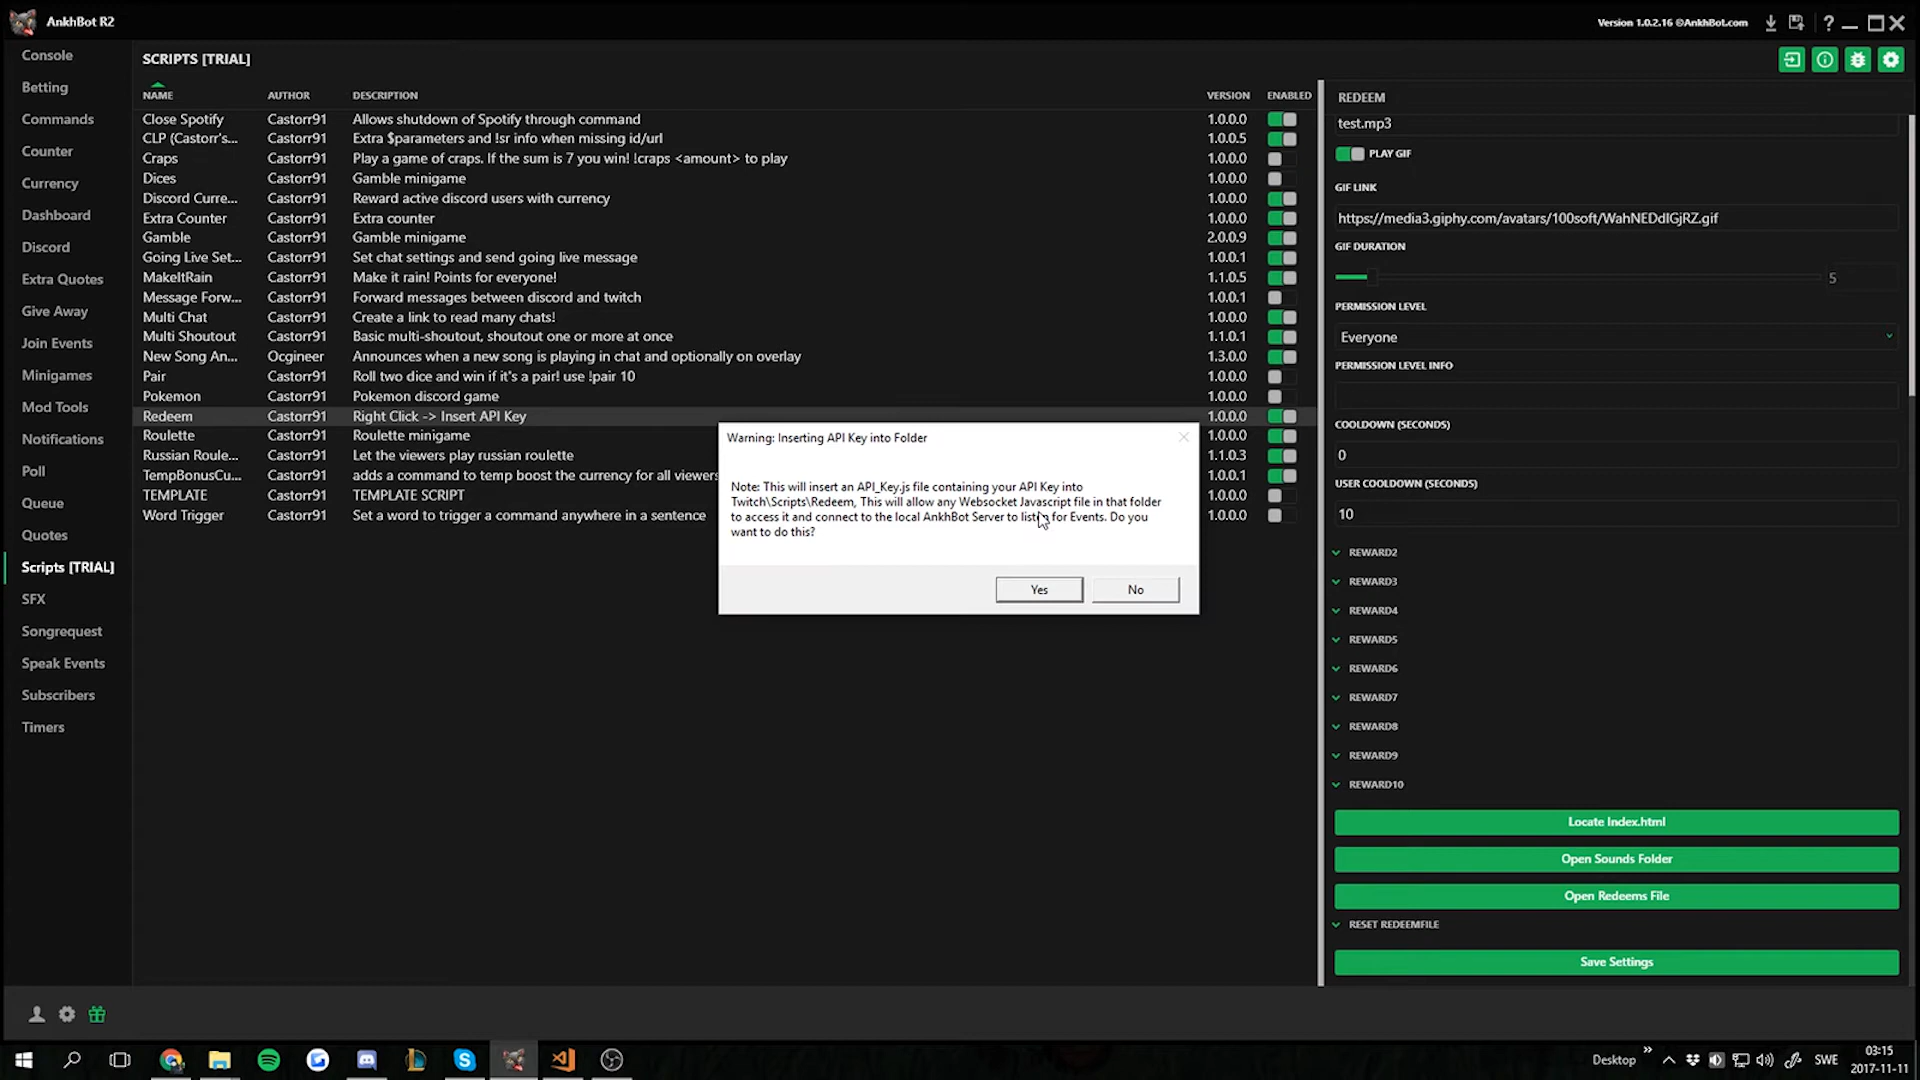 AnkhBot R2
Version 1.0.2.16 ©AnkhBot.com
?
Console
Betting
Commands
Counter
Currency
Dashboard
Discord
Extra Quotes
Give Away
Join Events
Minigames
Mod Tools
Notifications
Poll
Queue
Quotes
Scripts [TRIAL]
SFX
Songrequest
Speak Events
Subscribers
Timers
SCRIPTS [TRIAL]
NAME AUTHOR DESCRIPTION VERSION ENABLED
Close Spotify Castorr91 Allows shutdown of Spotify through command 1.0.0.0
CLP (Castorr's... Castorr91 Extra $parameters and !sr info when missing id/url 1.0.0.5
Craps Castorr91 Play a game of craps. If the sum is 7 you win! !craps <amount> to play 1.0.0.0
Dices Castorr91 Gamble minigame 1.0.0.0
Discord Curre... Castorr91 Reward active discord users with currency 1.0.0.0
Extra Counter Castorr91 Extra counter 1.0.0.0
Gamble Castorr91 Gamble minigame 2.0.0.9
Going Live Set... Castorr91 Set chat settings and send going live message 1.0.0.1
MakeItRain Castorr91 Make it rain! Points for everyone! 1.1.0.5
Message Forw... Castorr91 Forward messages between discord and twitch 1.0.0.1
Multi Chat Castorr91 Create a link to read many chats! 1.0.0.1
Multi Shoutout Castorr91 Basic multi-shoutout, shoutout one or more at once 1.1.0.1
New Song An... Ocgineer Announces when a new song is playing in chat and optionally on overlay 1.3.0.0
Pair Castorr91 Roll two dice and win if it's a pair! use !pair 10 1.0.0.0
Pokemon Castorr91 Pokemon discord game 1.0.0.0
Redeem Castorr91 Right Click -> Insert API Key 1.0.0.0
Roulette Castorr91 Roulette minigame 1.0.0.0
Russian Roule... Castorr91 Let the viewers play russian roulette 1.1.0.3
TempBonusCu... Castorr91 adds a command to temp boost the currency for all viewers 1.0.0.1
TEMPLATE Castorr91 TEMPLATE SCRIPT 1.0.0.0
Word Trigger Castorr91 Set a word to trigger a command anywhere in a sentence 1.0.0.0
Warning: Inserting API Key into Folder
Note: This will insert an API_Key.js file containing your API Key into
Twitch\Scripts\Redeem, This will allow any Websocket Javascript file in that folder
to access it and connect to the local AnkhBot Server to listen for Events. Do you
want to do this?
Yes
No
REDEEM
test.mp3
PLAY GIF
GIF LINK
https://media3.giphy.com/avatars/100soft/WahNEDdIGjRZ.gif
GIF DURATION
5
PERMISSION LEVEL
Everyone
PERMISSION LEVEL INFO
COOLDOWN (SECONDS)
0
USER COOLDOWN (SECONDS)
10
REWARD2
REWARD3
REWARD4
REWARD5
REWARD6
REWARD7
REWARD8
REWARD9
REWARD10
Locate Index.html
Open Sounds Folder
Open Redeems File
RESET REDEEMFILE
Save Settings
Desktop
SWE
03:15
2017-11-11